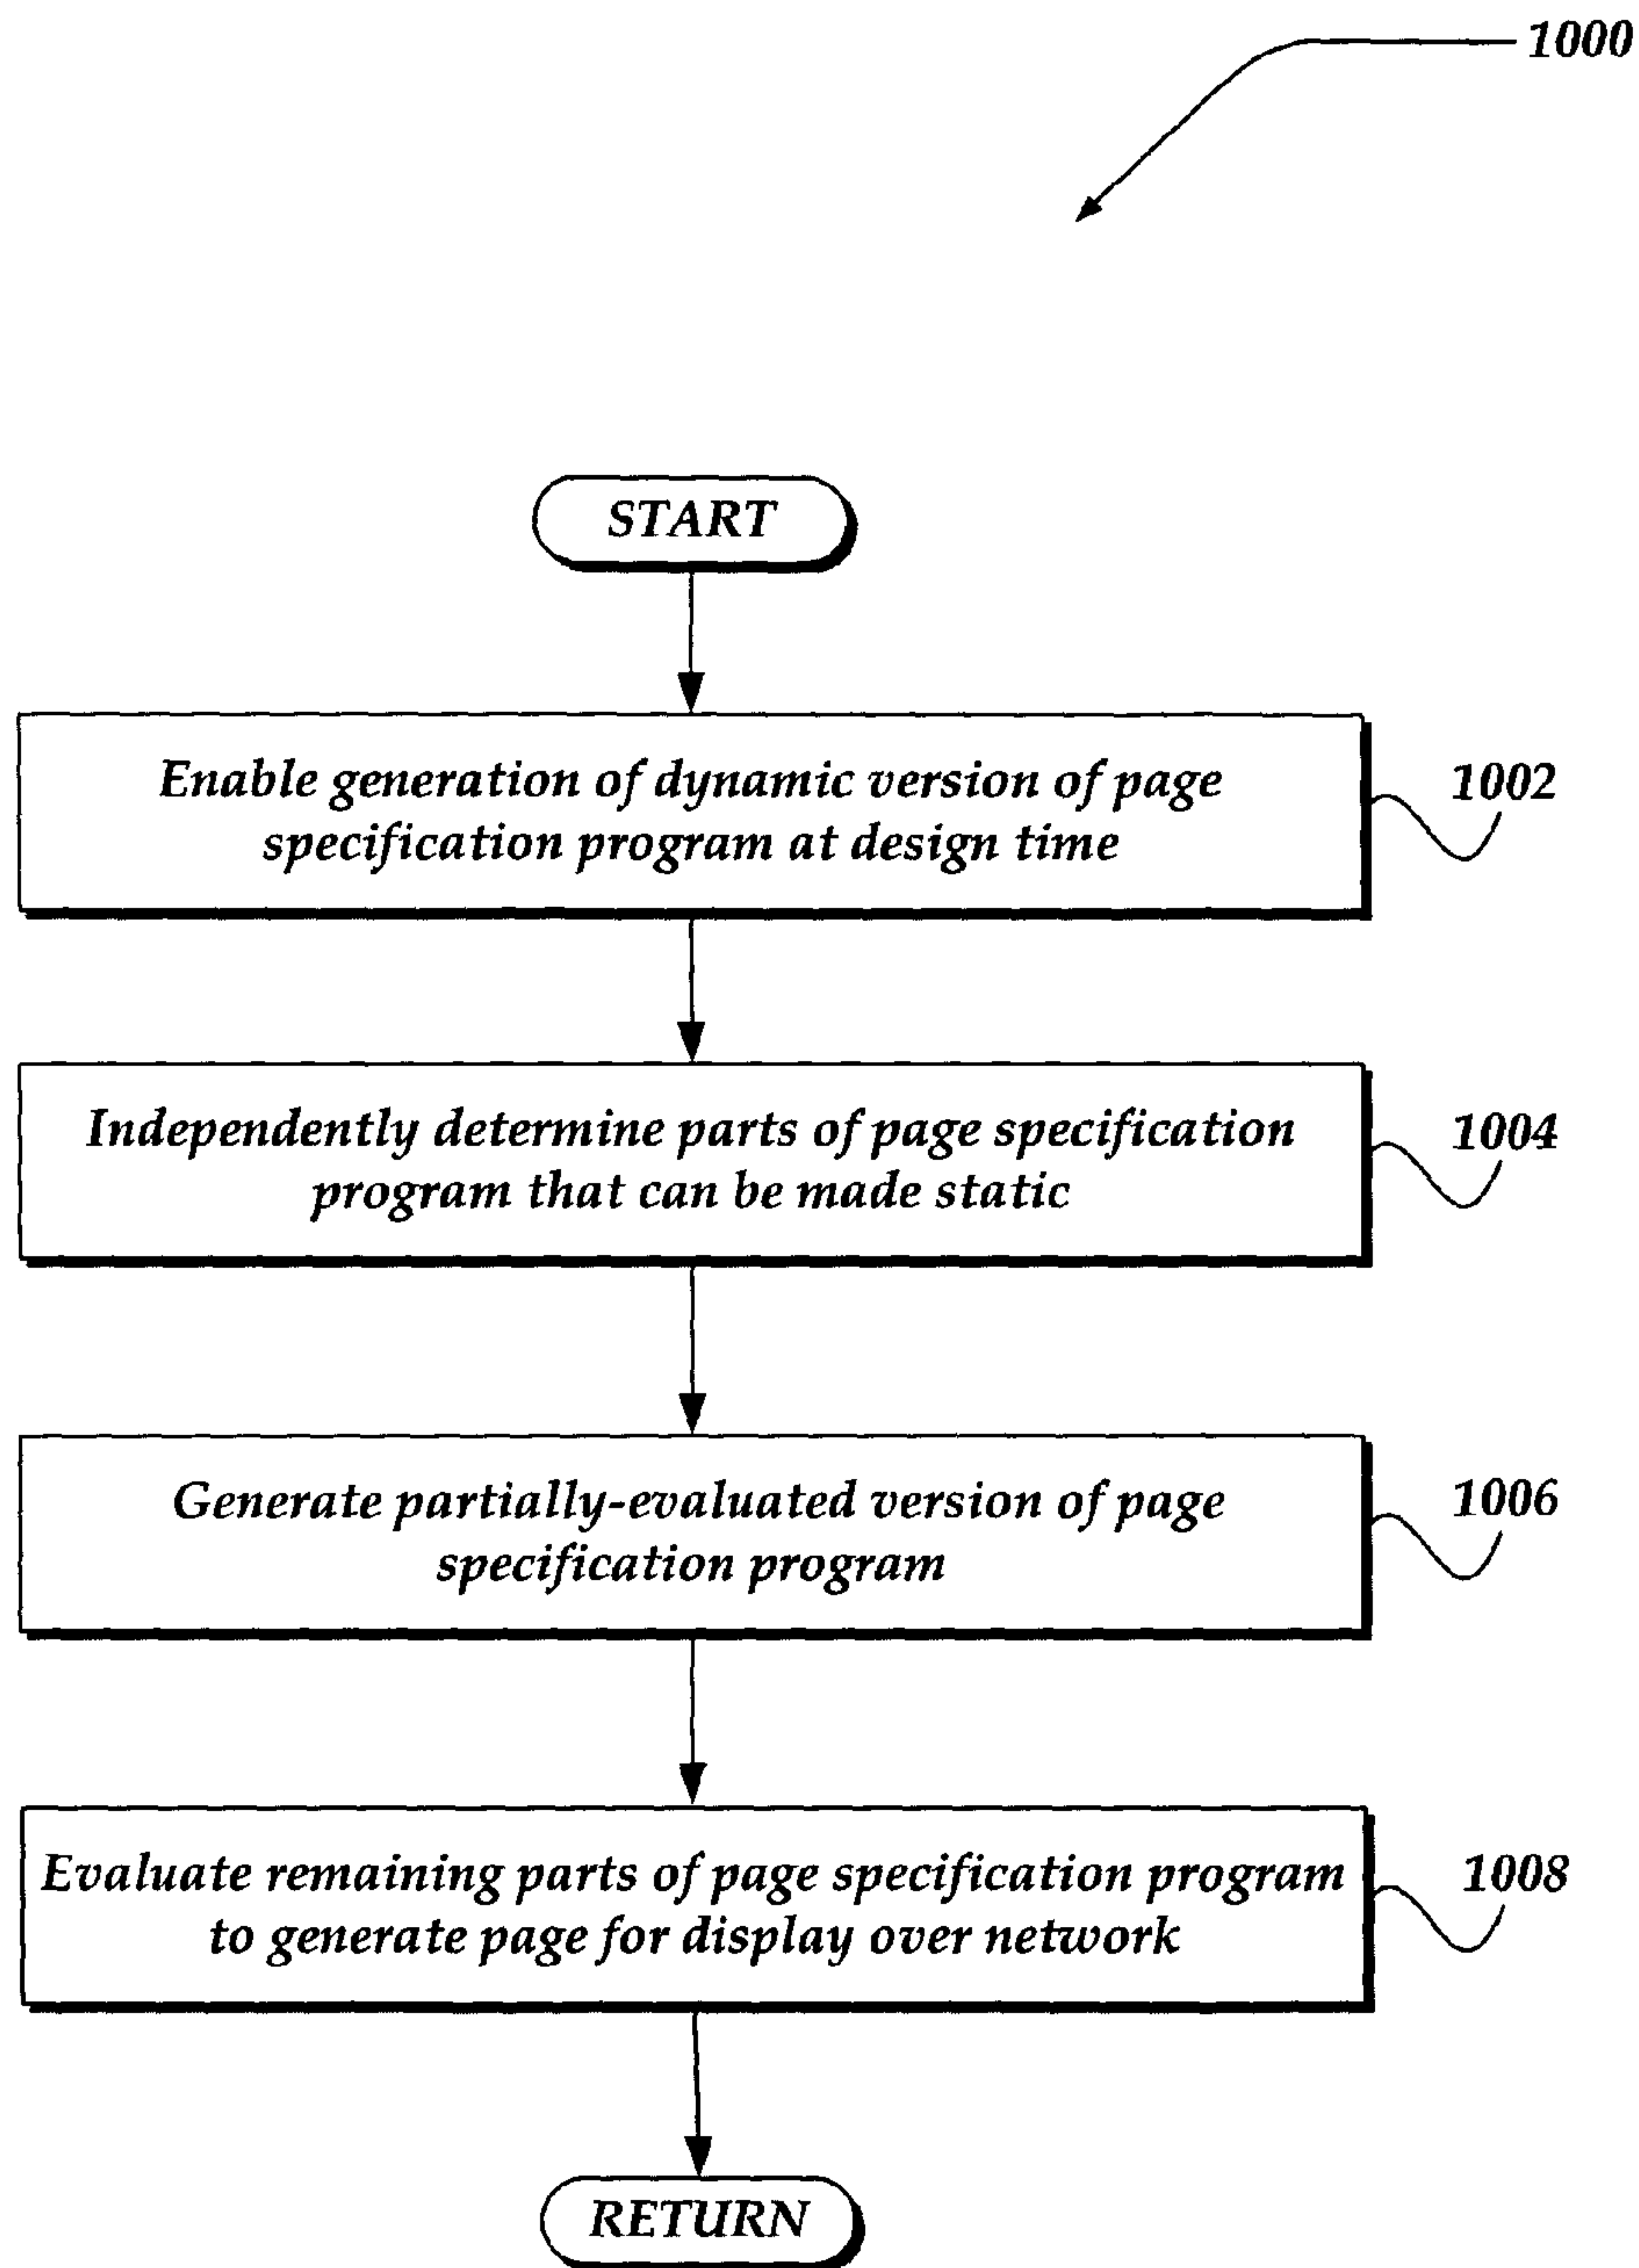 1000
START
Enable generation of dynamic version of page
specification program at design time
1002
Independently determine parts of page specification
program that can be made static
1004
Generate partially-evaluated version of page
specification program
1006
Evaluate remaining parts of page specification program
to generate page for display over network
1008
RETURN